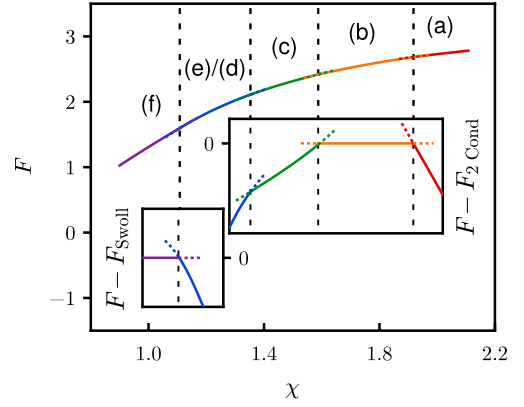 3
2
1
0
−1
F
(a)
(b)
(c)
(e)/(d)
(f)
0
F − F2 Cond
F − FSwoll
0
1.0
1.4
1.8
2.2
χ